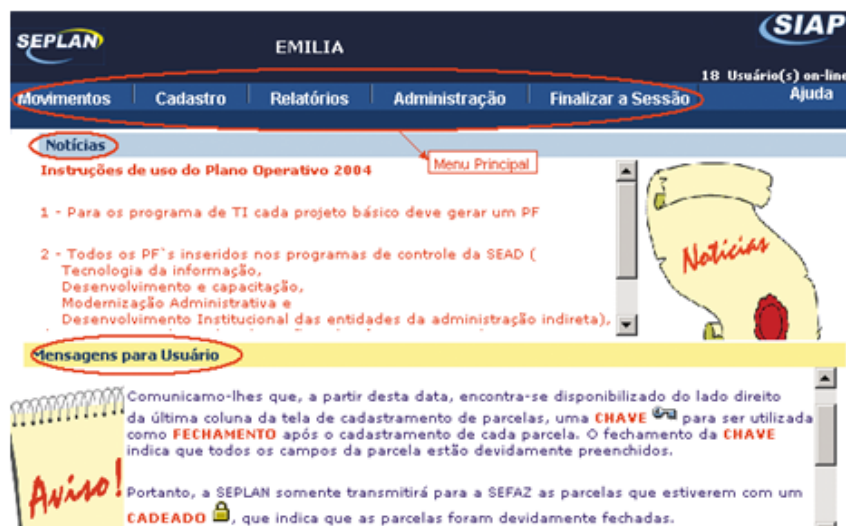 SEPLAN
EMILIA
SIAP
18 Usuário(s) on-line
Movimentos Cadastro Relatórios Administração Finalizar a Sessão Ajuda
Notícias
Menu Principal
Instruções de uso do Plano Operativo 2004
1 - Para os programa de TI cada projeto básico deve gerar um PF
2 - Todos os PF`s inseridos nos programas de controle da SEAD (
Tecnologia da informação,
Desenvolvimento e capacitação,
Modernização Administrativa e
Desenvolvimento Institucional das entidades da administração indireta),
Notícias
Mensagens para Usuário
Comunicamo-lhes que, a partir desta data, encontra-se disponibilizado do lado direito
da última coluna da tela de cadastramento de parcelas, uma CHAVE para ser utilizada
como FECHAMENTO após o cadastramento de cada parcela. O fechamento da CHAVE
indica que todos os campos da parcela estão devidamente preenchidos.
Aviso!
Portanto, a SEPLAN somente transmitirá para a SEFAZ as parcelas que estiverem com um
CADEADO , que indica que as parcelas foram devidamente fechadas.